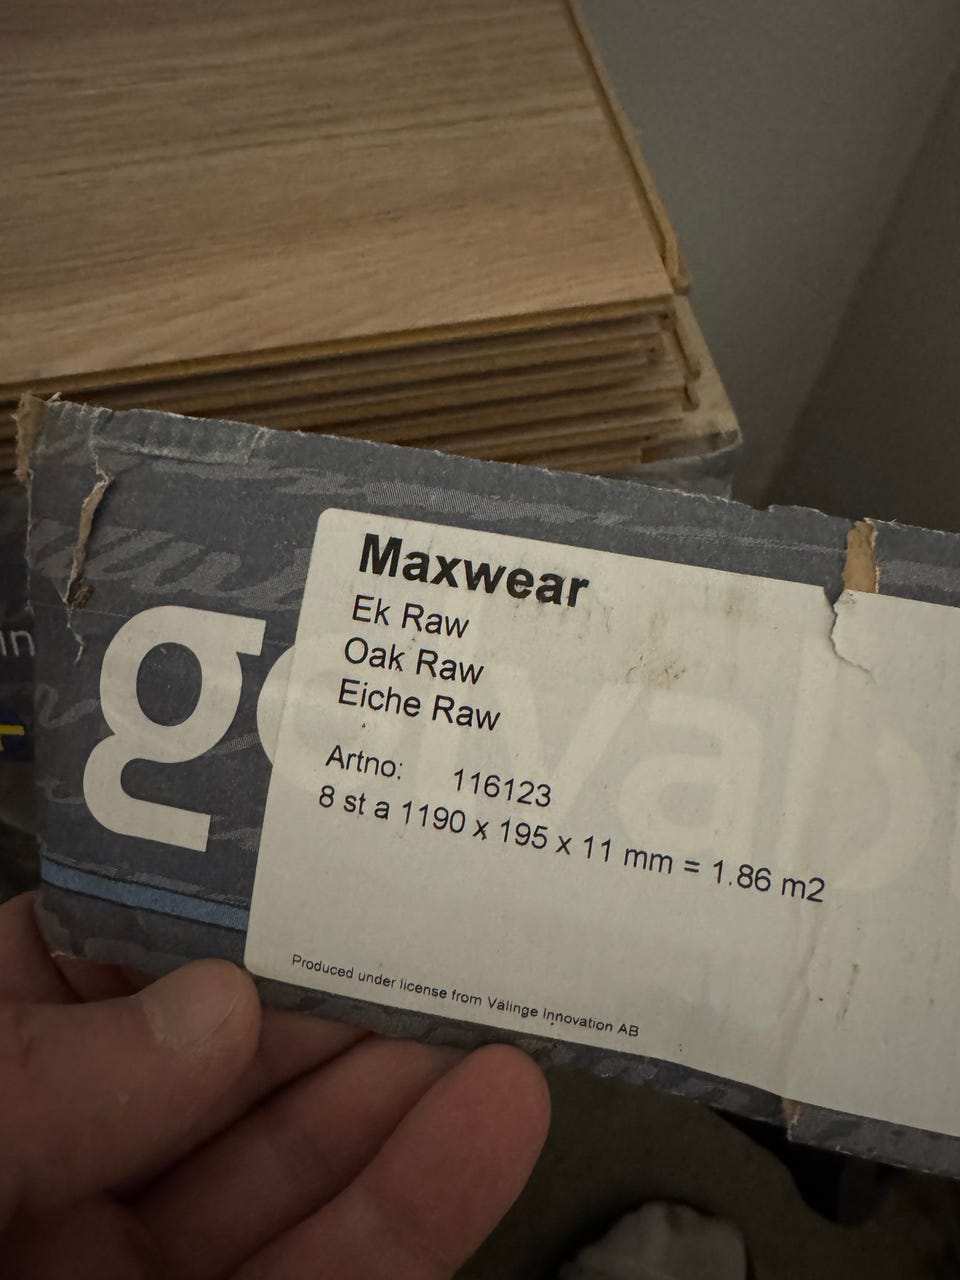 Maxwear
Ek Raw
Oak Raw
Eiche Raw
Artno: 116123
8 st a 1190 x 195 x 11 mm = 1.86 m2
Produced under license from Välinge Innovation AB